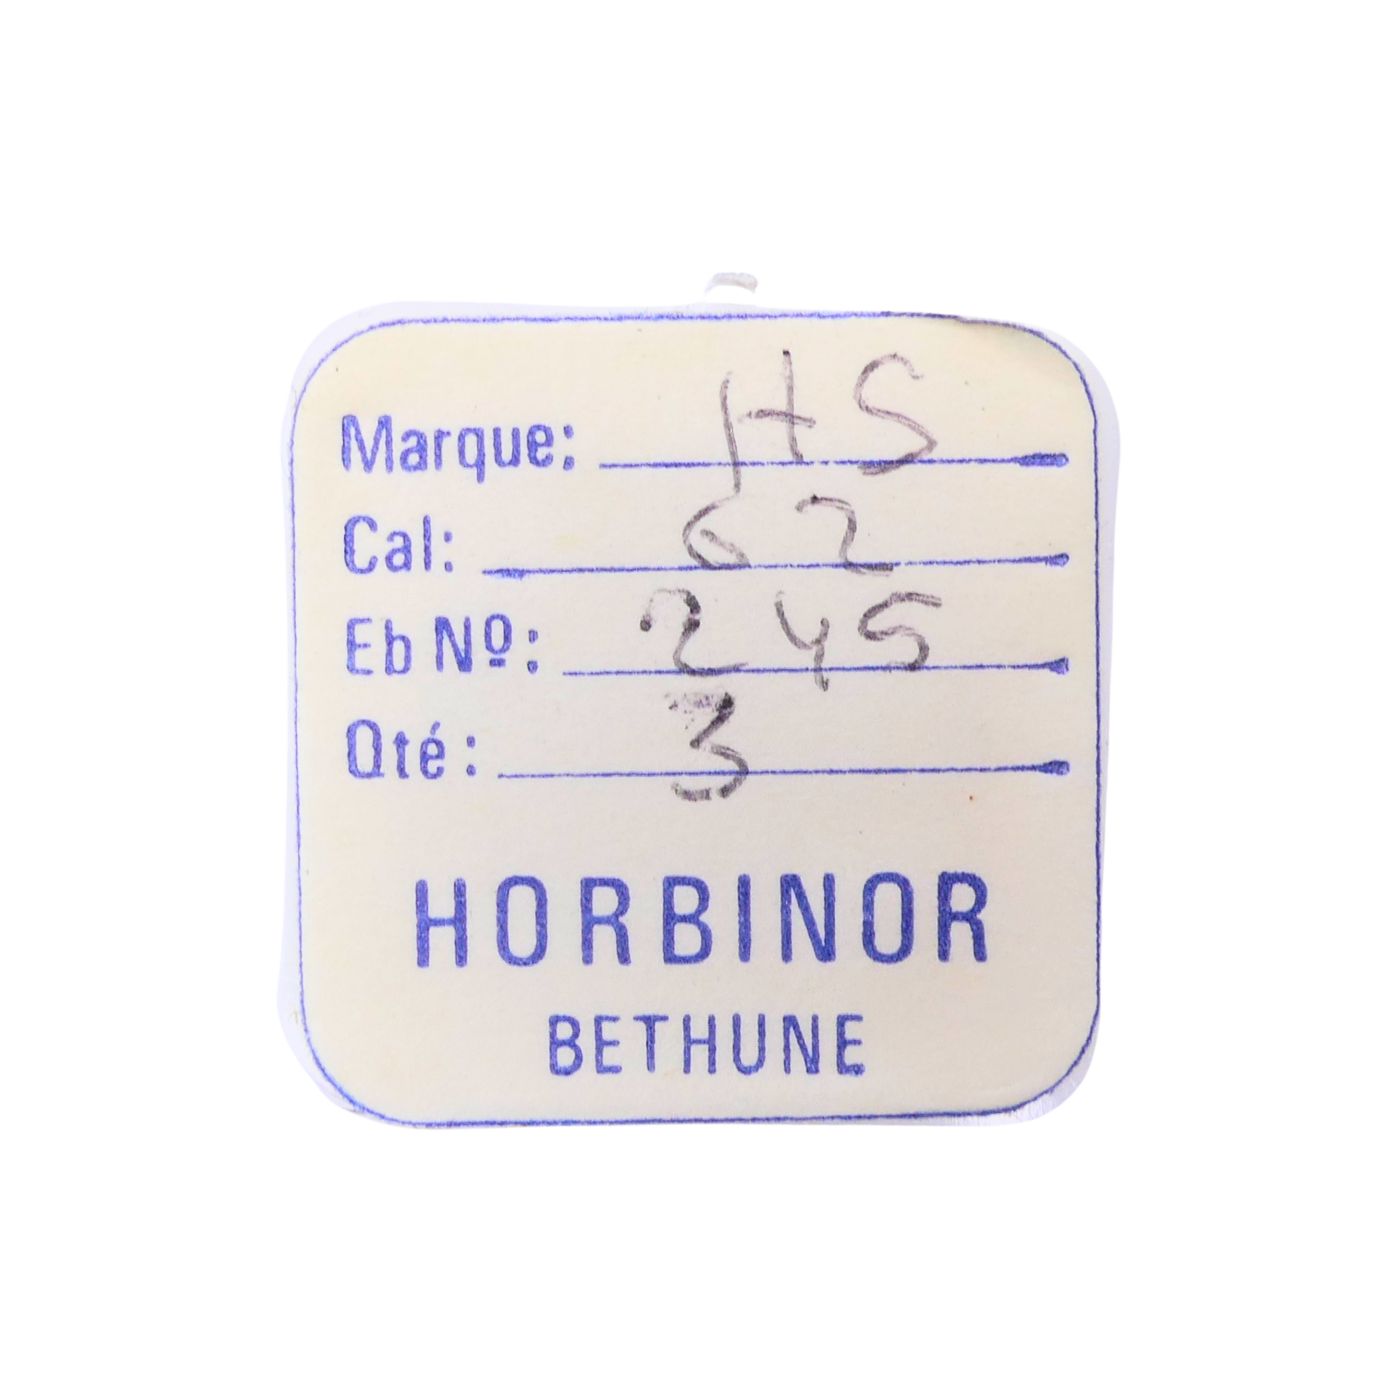 Marque: HS
Cal: 62
Eb Nº: 245
Qté: 3
HORBINOR
BETHUNE